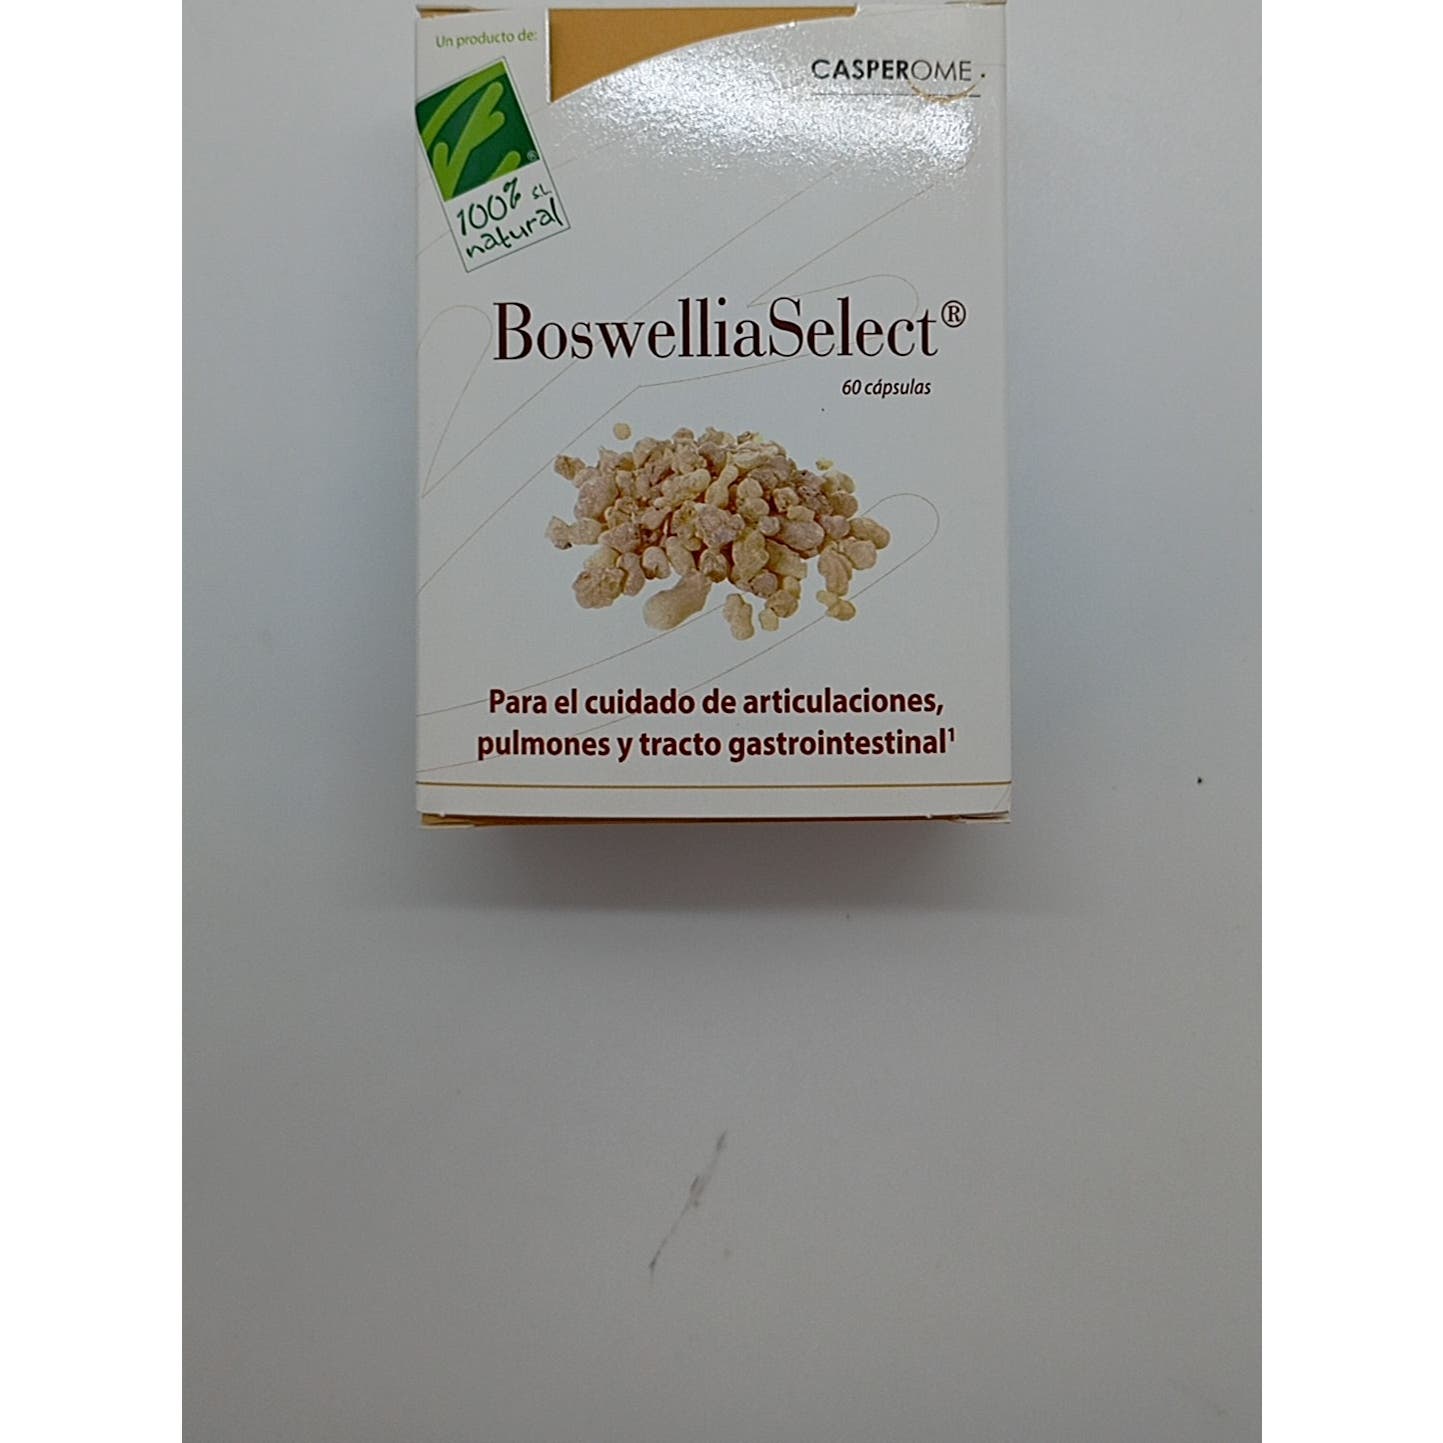 Un producto de:
CASPEROME
100% S.L.
natural
BoswelliaSelect®
60 cápsulas
Para el cuidado de articulaciones,
pulmones y tracto gastrointestinal¹